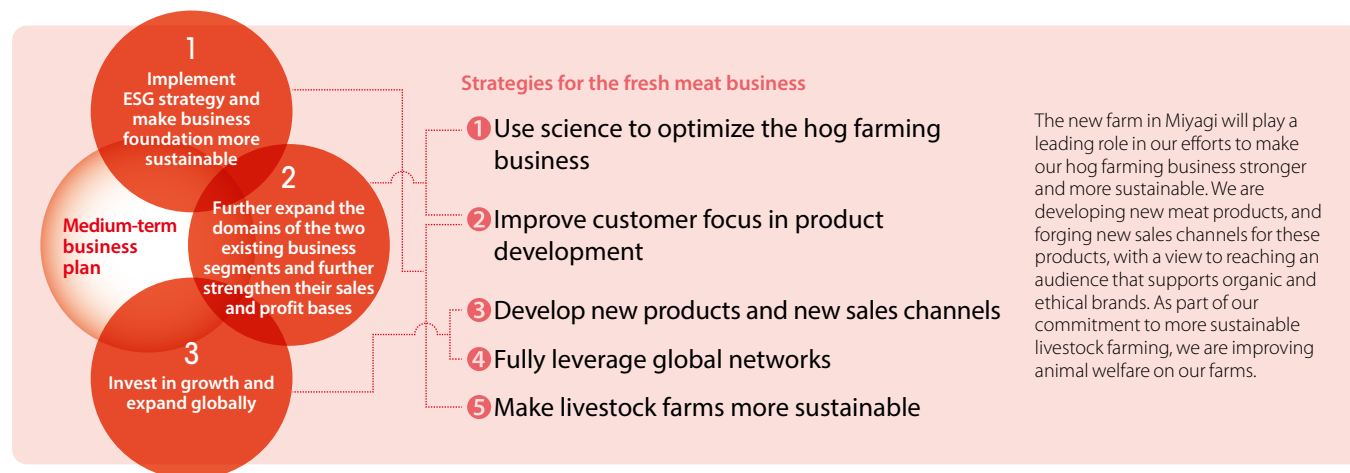 1
Implement
ESG strategy and
make business
foundation more
sustainable
Medium-term
business
plan
2
Further expand the
domains of the two
existing business
segments and further
strengthen their sales
and profit bases
3
Invest in growth and
expand globally
Strategies for the fresh meat business
1 Use science to optimize the hog farming
business
2 Improve customer focus in product
development
3 Develop new products and new sales channels
4 Fully leverage global networks
5 Make livestock farms more sustainable
The new farm in Miyagi will play a
leading role in our efforts to make
our hog farming business stronger
and more sustainable. We are
developing new meat products, and
forging new sales channels for these
products, with a view to reaching an
audience that supports organic and
ethical brands. As part of our
commitment to more sustainable
livestock farming, we are improving
animal welfare on our farms.